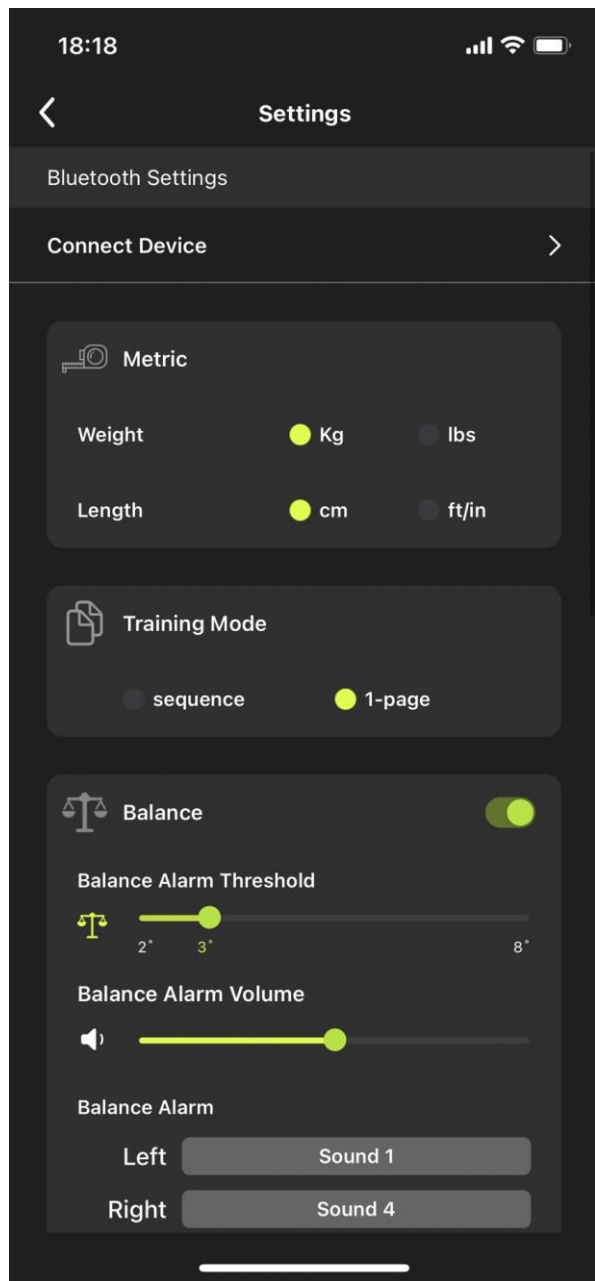 18:18
Settings
Bluetooth Settings
Connect Device
Metric
Weight Kg lbs
Length cm ft/in
Training Mode
sequence 1-page
Balance
Balance Alarm Threshold
2° 3° 8°
Balance Alarm Volume
Balance Alarm
Left Sound 1
Right Sound 4